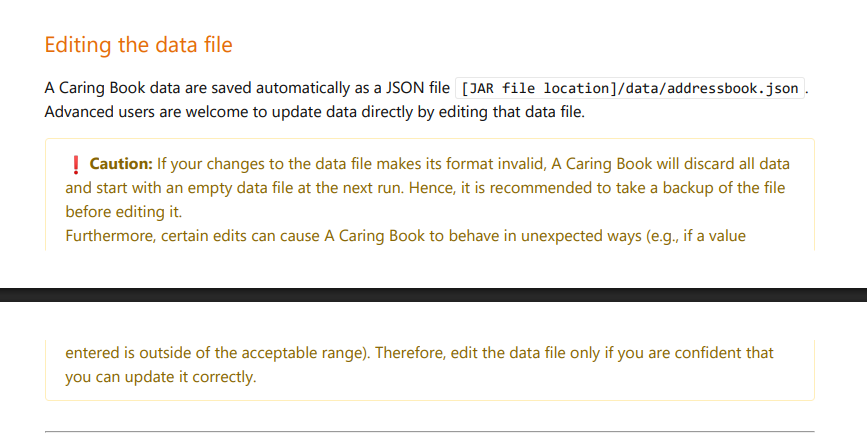 Editing the data file
A Caring Book data are saved automatically as a JSON file [JAR file location]/data/addressbook.json.
Advanced users are welcome to update data directly by editing that data file.
❗ Caution: If your changes to the data file makes its format invalid, A Caring Book will discard all data
and start with an empty data file at the next run. Hence, it is recommended to take a backup of the file
before editing it.
Furthermore, certain edits can cause A Caring Book to behave in unexpected ways (e.g., if a value
entered is outside of the acceptable range). Therefore, edit the data file only if you are confident that
you can update it correctly.